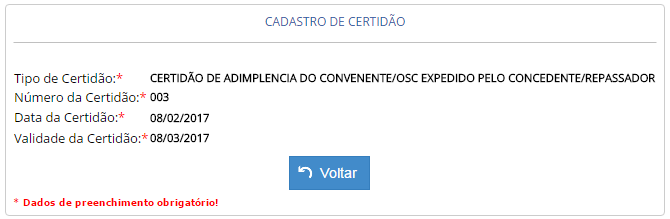 CADASTRO DE CERTIDÃO
Tipo de Certidão:* CERTIDÃO DE ADIMPLENCIA DO CONVENENTE/OSC EXPEDIDO PELO CONCEDENTE/REPASSADOR
Número da Certidão:* 003
Data da Certidão:* 08/02/2017
Validade da Certidão:* 08/03/2017
Voltar
* Dados de preenchimento obrigatório!